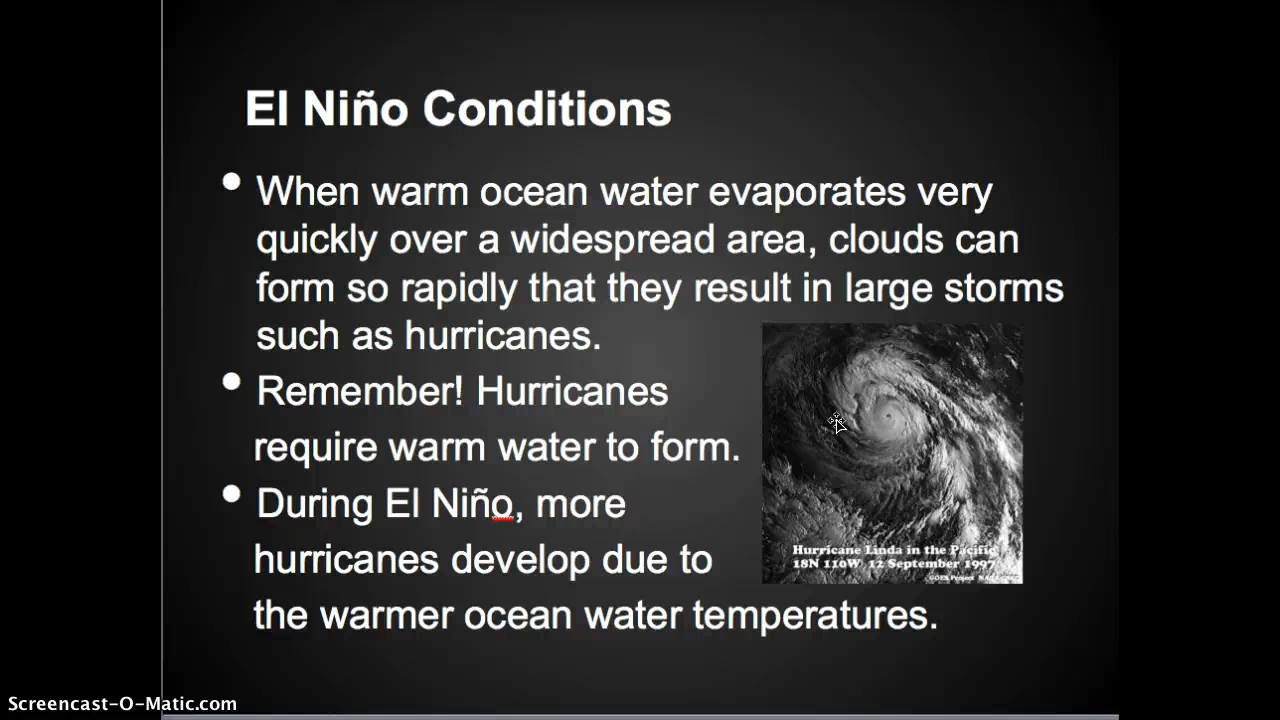 El Niño Conditions
• When warm ocean water evaporates very
quickly over a widespread area, clouds can
form so rapidly that they result in large storms
such as hurricanes.
• Remember! Hurricanes
require warm water to form.
• During El Niño, more
hurricanes develop due to
the warmer ocean water temperatures.
Hurricane Linda in the Pacific
18N 110W 12 September 1997
GOES Project
Screencast-O-Matic.com